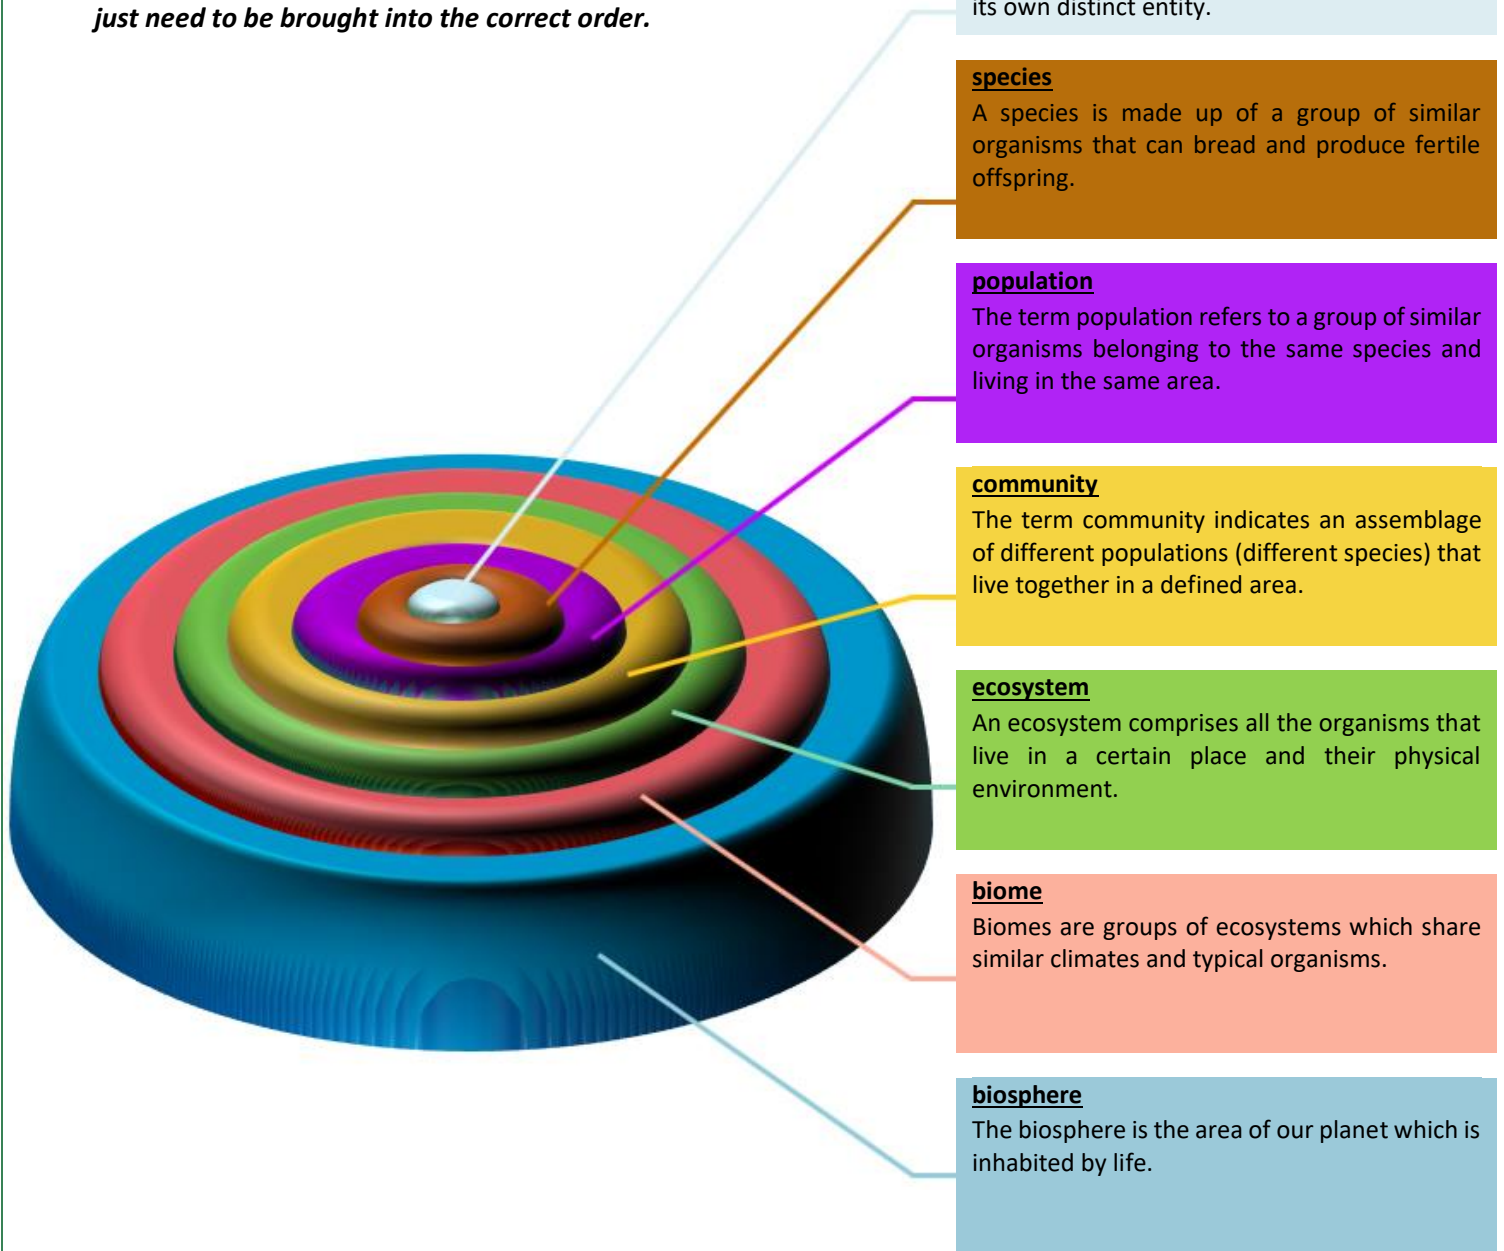 just need to be brought into the correct order.
its own distinct entity.
species
A species is made up of a group of similar
organisms that can bread and produce fertile
offspring.
population
The term population refers to a group of similar
organisms belonging to the same species and
living in the same area.
community
The term community indicates an assemblage
of different populations (different species) that
live together in a defined area.
ecosystem
An ecosystem comprises all the organisms that
live in a certain place and their physical
environment.
biome
Biomes are groups of ecosystems which share
similar climates and typical organisms.
biosphere
The biosphere is the area of our planet which is
inhabited by life.